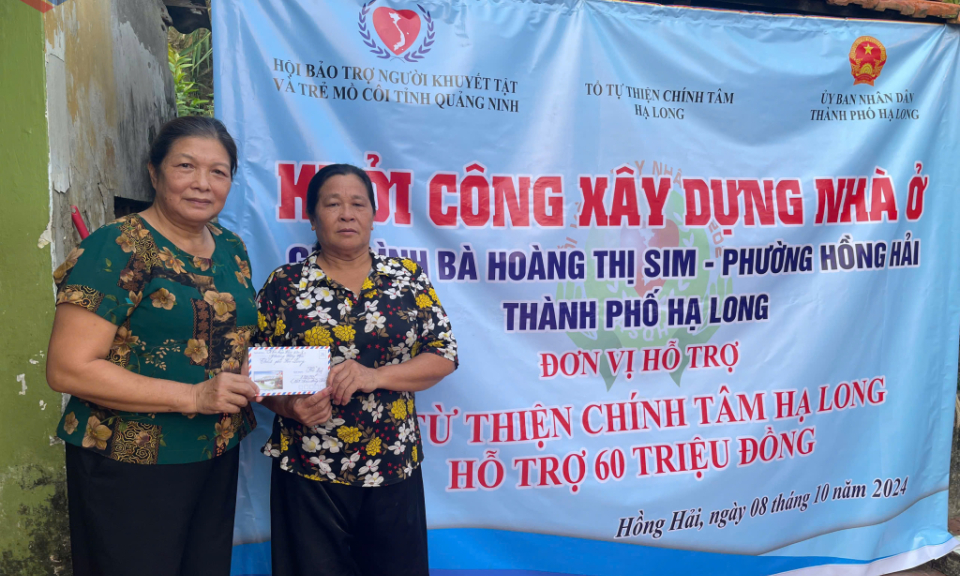 HỘI BẢO TRỢ NGƯỜI KHUYẾT TẬT
VÀ TRẺ MỒ CÔI TỈNH QUẢNG NINH
TỔ TỰ THIỆN CHÍNH TÂM
HẠ LONG
ỦY BAN NHÂN DÂN
THÀNH PHỐ HẠ LONG
KHỞI CÔNG XÂY DỰNG NHÀ Ở
BÀ HOÀNG THỊ SIM - PHƯỜNG HỒNG HẢI
THÀNH PHỐ HẠ LONG
ĐƠN VỊ HỖ TRỢ
TỪ THIỆN CHÍNH TÂM HẠ LONG
HỖ TRỢ 60 TRIỆU ĐỒNG
Hồng Hải, ngày 08 tháng 10 năm 2024